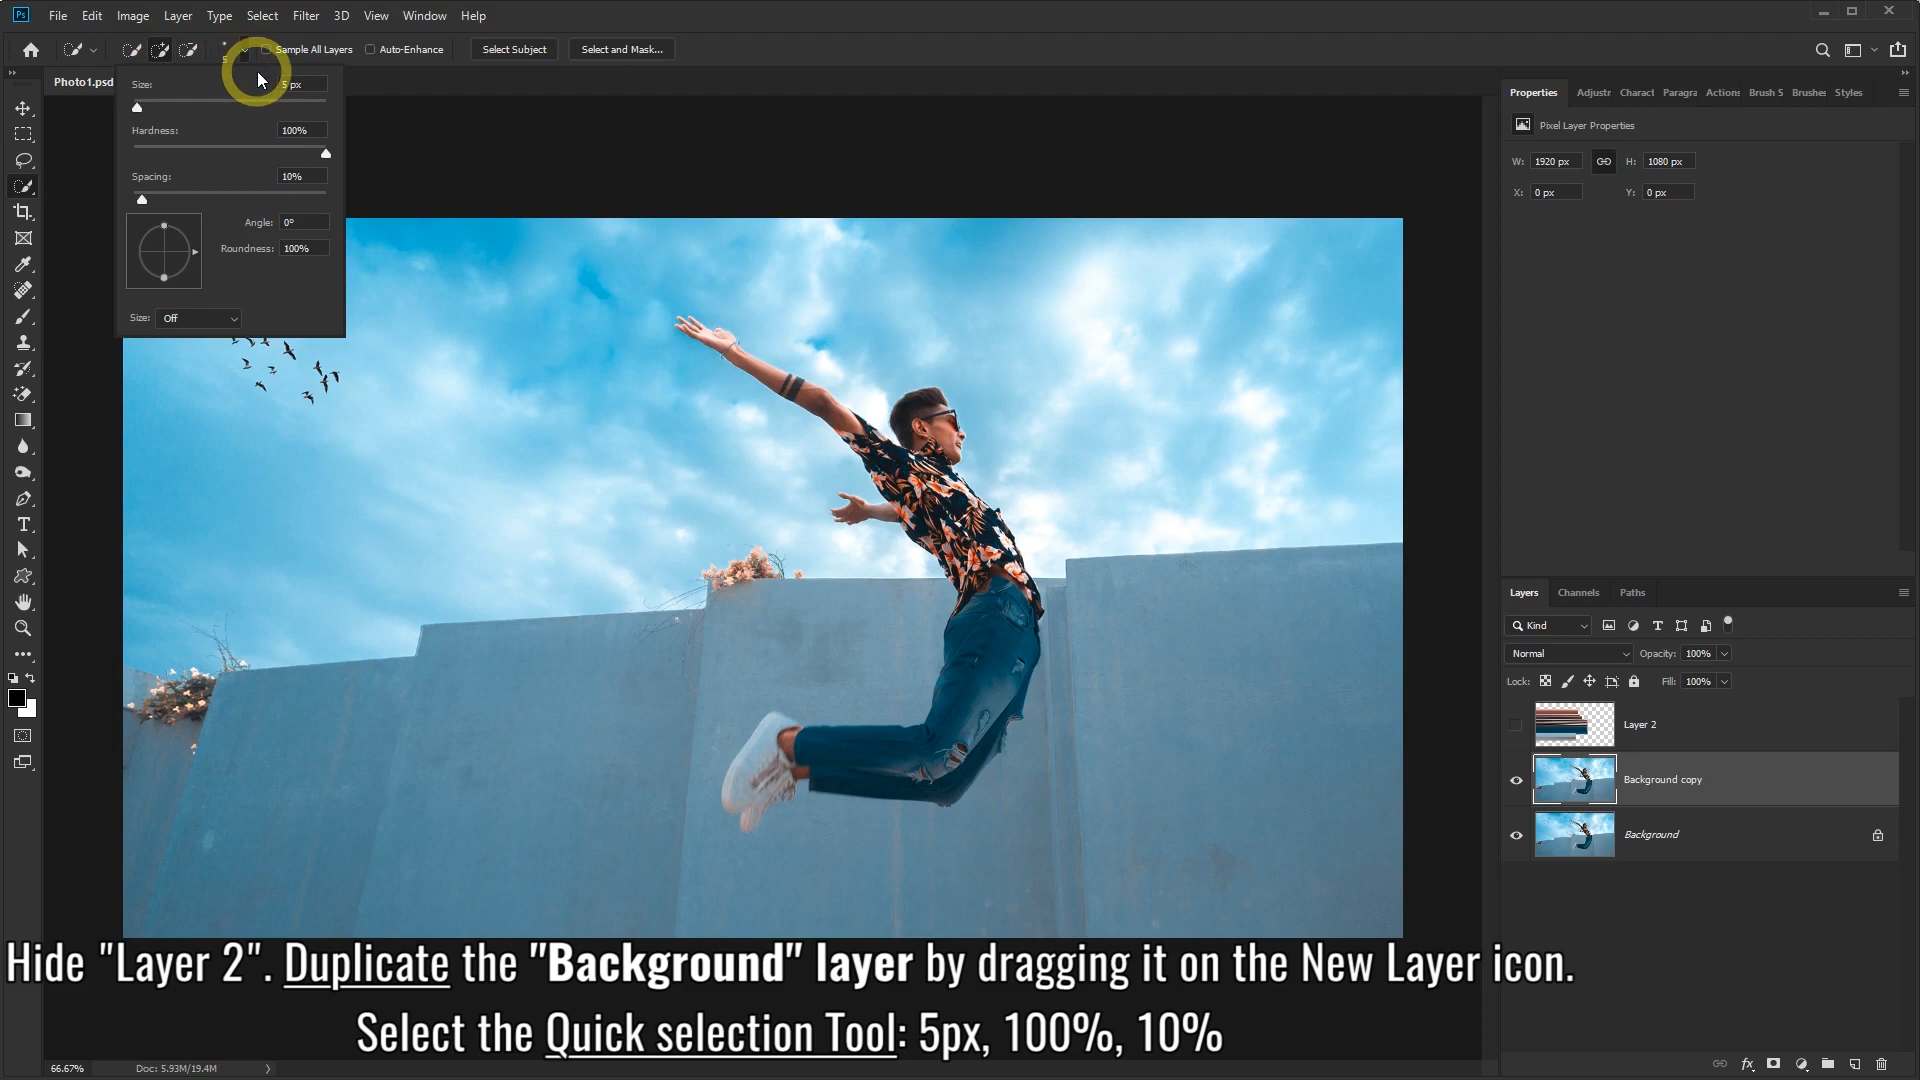 Ps File Edit Image Layer Type Select Filter 3D View Window Help
5 Sample All Layers Auto-Enhance Select Subject Select and Mask...
Photo1.psd
Size: 5 px
Hardness: 100%
Spacing: 10%
Angle: 0º
Roundness: 100%
Size: Off
Properties Adjustr Charact Paragra Actions Brush S Brushes Styles
Pixel Layer Properties
W: 1920 px H: 1080 px
X: 0 px Y: 0 px
Layers Channels Paths
Kind
Normal Opacity: 100%
Lock: Fill: 100%
Layer 2
Background copy
Background
Hide "Layer 2". Duplicate the "Background" layer by dragging it on the New Layer icon.
Select the Quick selection Tool: 5px, 100%, 10%
66.67% Doc: 5.93M/19.4M
fx